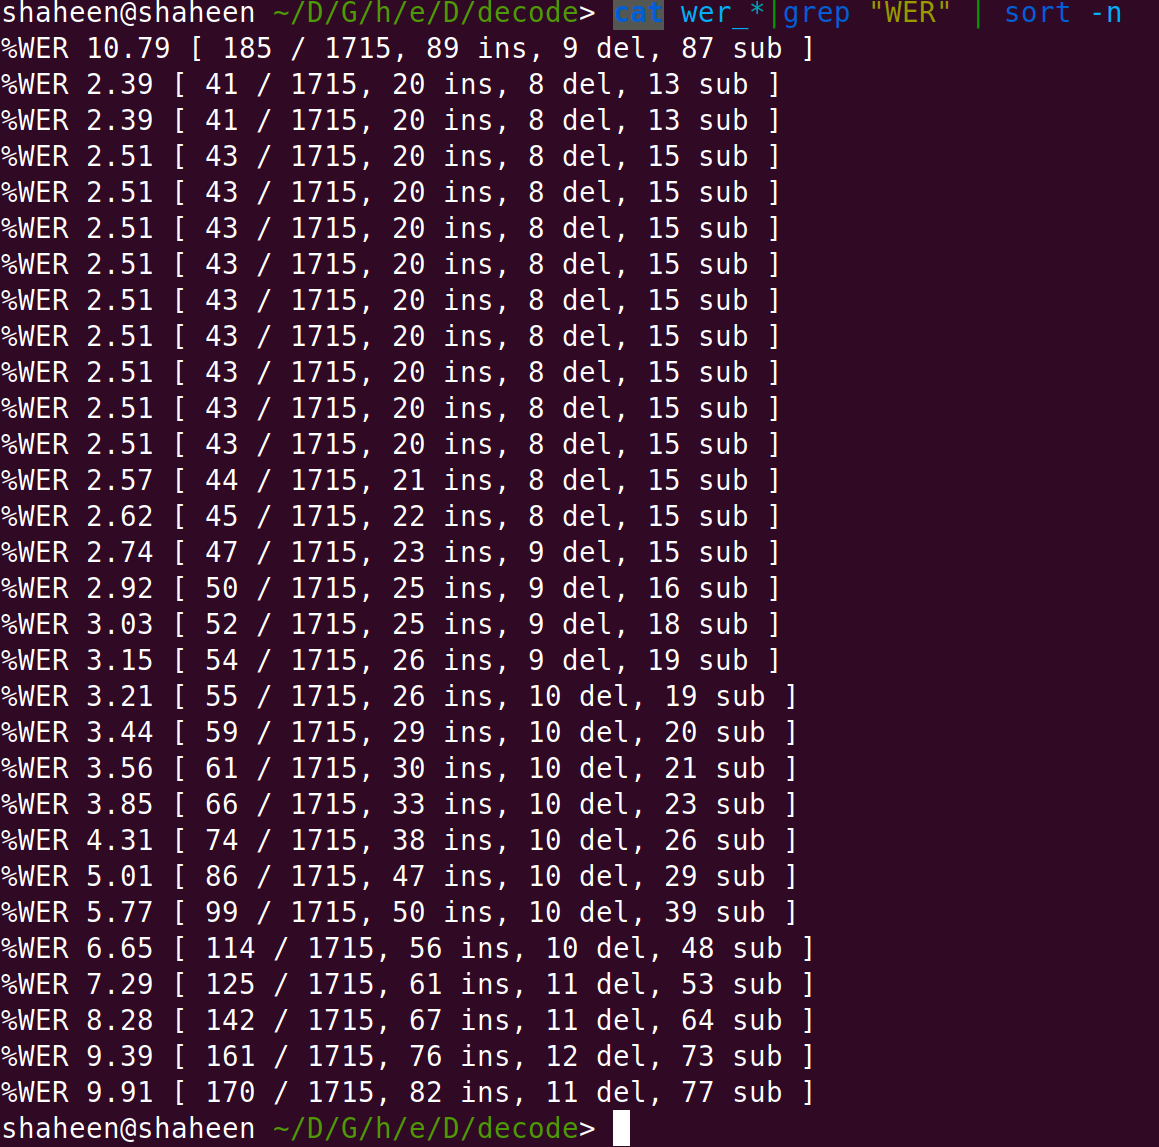 shaheen@shaheen ~/D/G/h/e/D/decode> cat wer_*|grep "WER" | sort -n
%WER 10.79 [ 185 / 1715, 89 ins, 9 del, 87 sub ]
%WER 2.39 [ 41 / 1715, 20 ins, 8 del, 13 sub ]
%WER 2.39 [ 41 / 1715, 20 ins, 8 del, 13 sub ]
%WER 2.51 [ 43 / 1715, 20 ins, 8 del, 15 sub ]
%WER 2.51 [ 43 / 1715, 20 ins, 8 del, 15 sub ]
%WER 2.51 [ 43 / 1715, 20 ins, 8 del, 15 sub ]
%WER 2.51 [ 43 / 1715, 20 ins, 8 del, 15 sub ]
%WER 2.51 [ 43 / 1715, 20 ins, 8 del, 15 sub ]
%WER 2.51 [ 43 / 1715, 20 ins, 8 del, 15 sub ]
%WER 2.51 [ 43 / 1715, 20 ins, 8 del, 15 sub ]
%WER 2.51 [ 43 / 1715, 20 ins, 8 del, 15 sub ]
%WER 2.51 [ 43 / 1715, 20 ins, 8 del, 15 sub ]
%WER 2.57 [ 44 / 1715, 21 ins, 8 del, 15 sub ]
%WER 2.62 [ 45 / 1715, 22 ins, 8 del, 15 sub ]
%WER 2.74 [ 47 / 1715, 23 ins, 9 del, 15 sub ]
%WER 2.92 [ 50 / 1715, 25 ins, 9 del, 16 sub ]
%WER 3.03 [ 52 / 1715, 25 ins, 9 del, 18 sub ]
%WER 3.15 [ 54 / 1715, 26 ins, 9 del, 19 sub ]
%WER 3.21 [ 55 / 1715, 26 ins, 10 del, 19 sub ]
%WER 3.44 [ 59 / 1715, 29 ins, 10 del, 20 sub ]
%WER 3.56 [ 61 / 1715, 30 ins, 10 del, 21 sub ]
%WER 3.85 [ 66 / 1715, 33 ins, 10 del, 23 sub ]
%WER 4.31 [ 74 / 1715, 38 ins, 10 del, 26 sub ]
%WER 5.01 [ 86 / 1715, 47 ins, 10 del, 29 sub ]
%WER 5.77 [ 99 / 1715, 50 ins, 10 del, 39 sub ]
%WER 6.65 [ 114 / 1715, 56 ins, 10 del, 48 sub ]
%WER 7.29 [ 125 / 1715, 61 ins, 11 del, 53 sub ]
%WER 8.28 [ 142 / 1715, 67 ins, 11 del, 64 sub ]
%WER 9.39 [ 161 / 1715, 76 ins, 12 del, 73 sub ]
%WER 9.91 [ 170 / 1715, 82 ins, 11 del, 77 sub ]
shaheen@shaheen ~/D/G/h/e/D/decode>